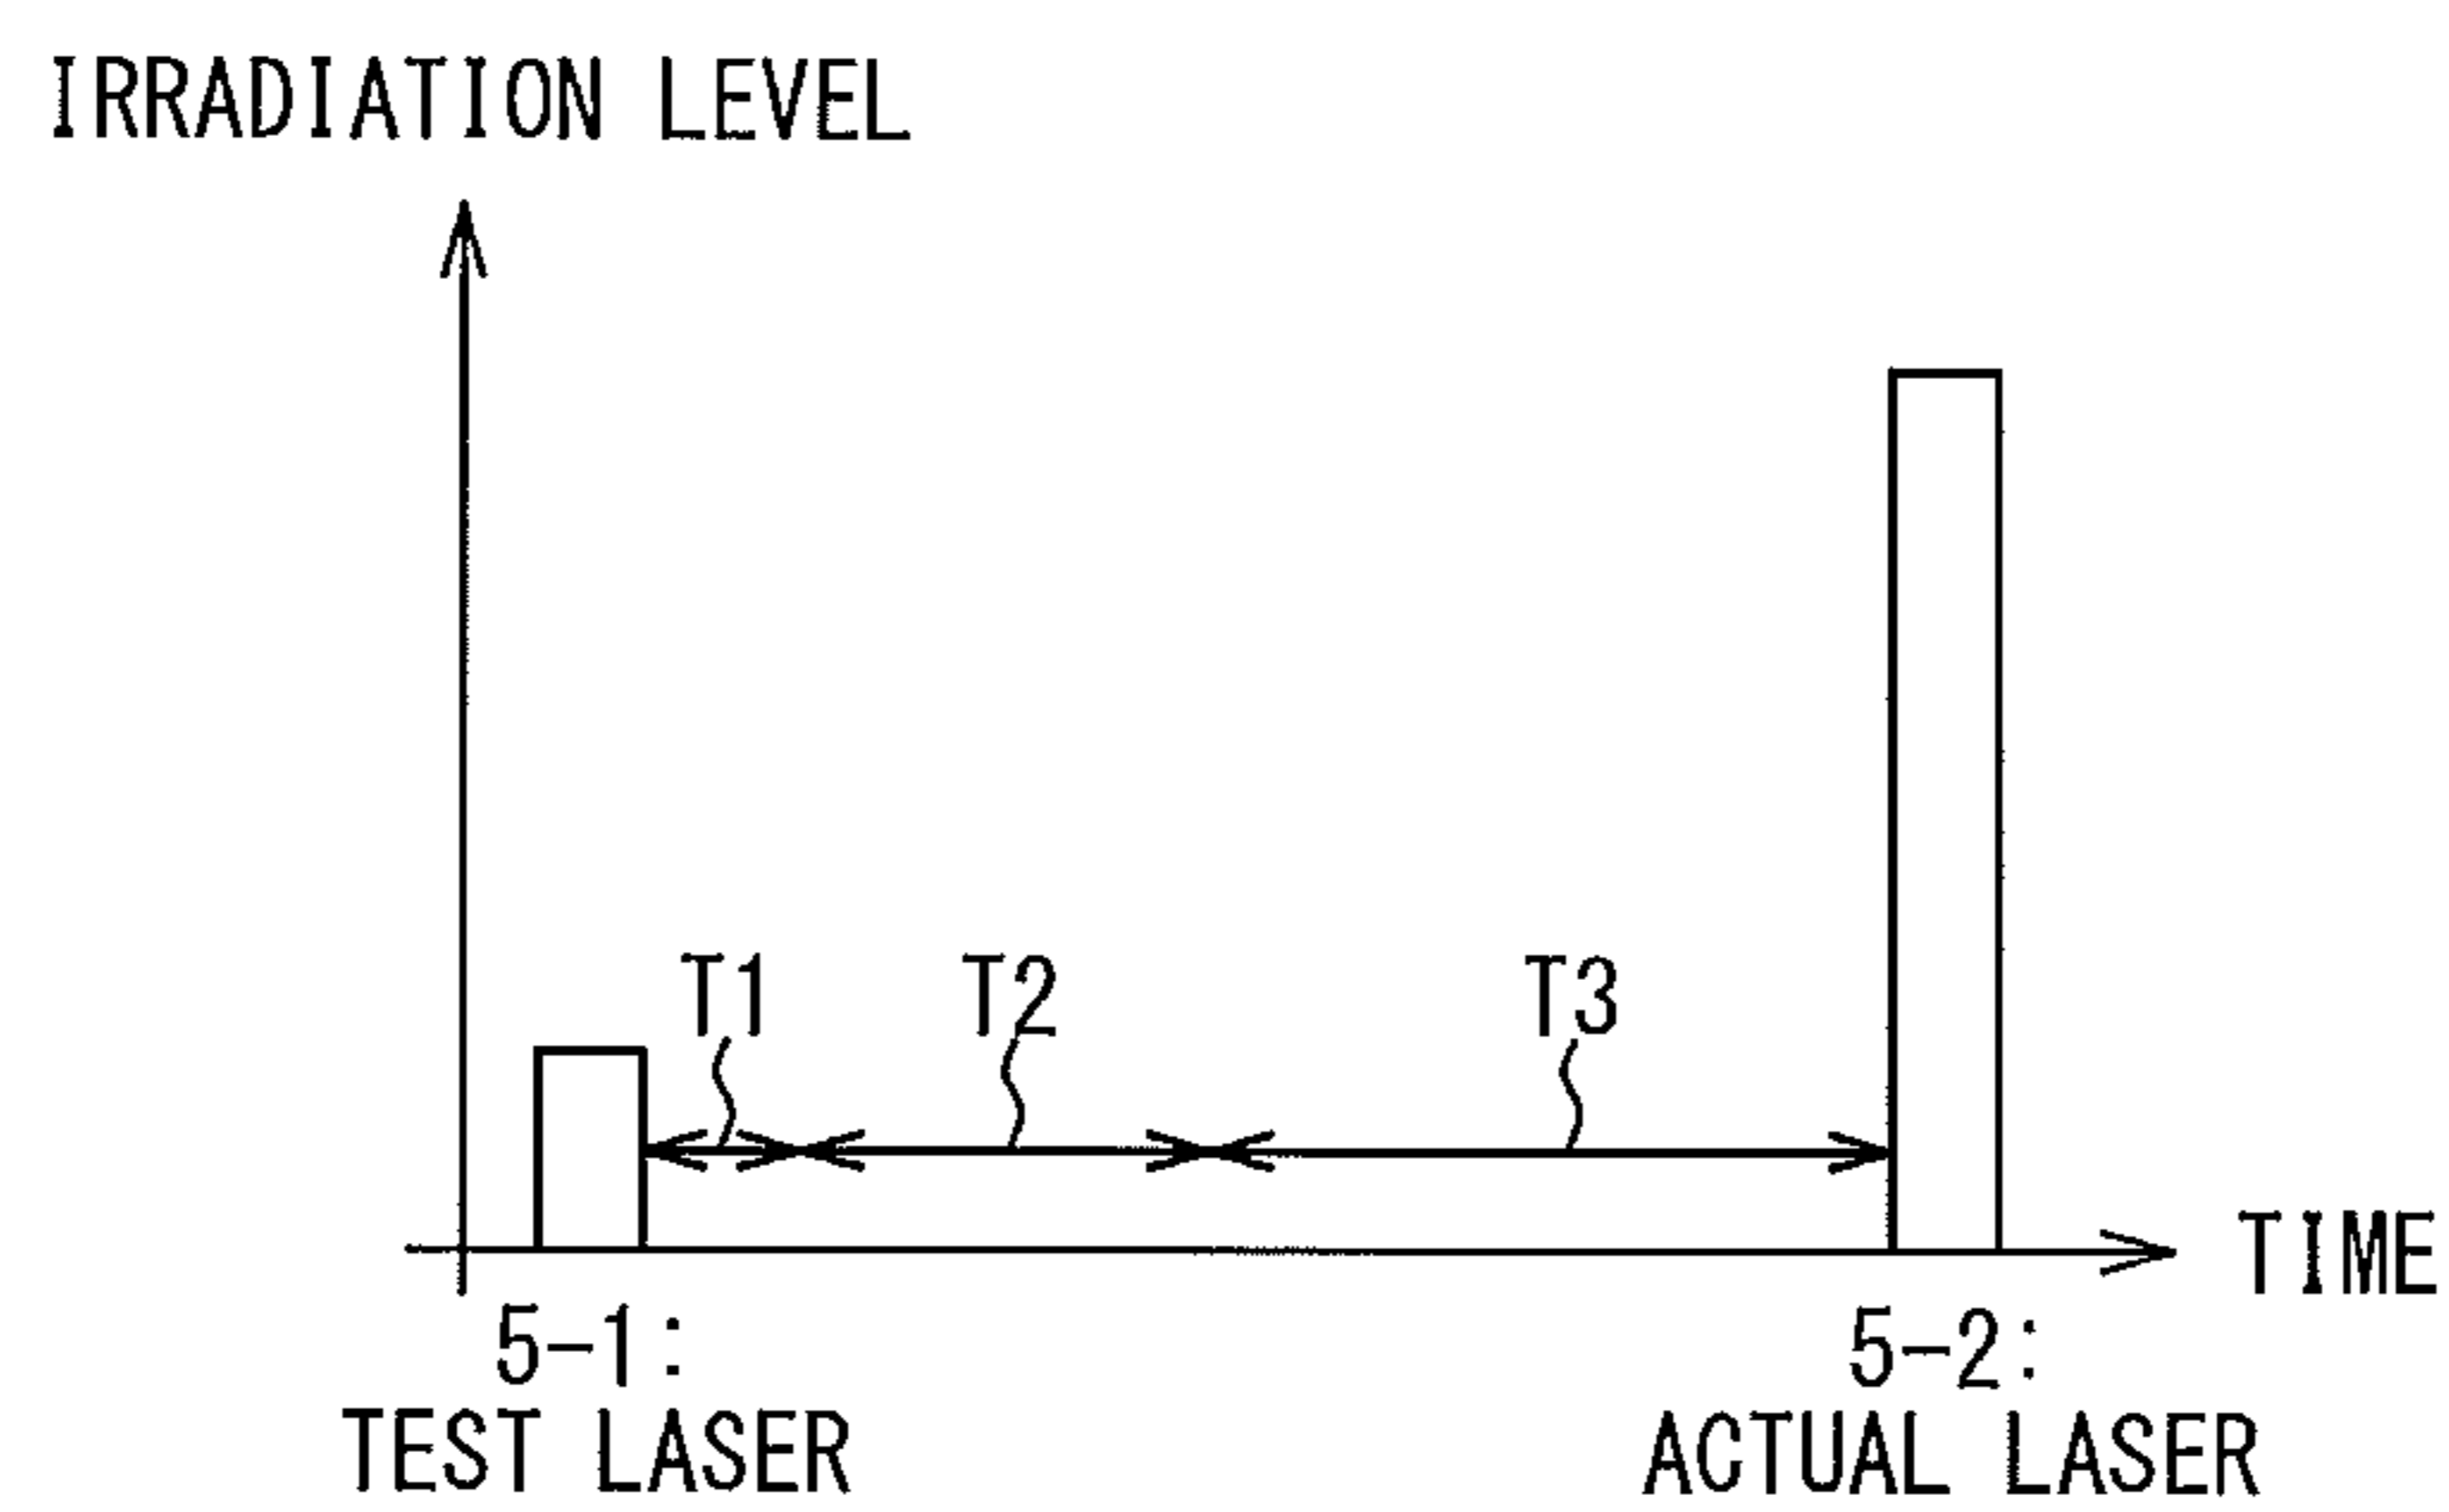 IRRADIATION LEVEL
T1 T2 T3
TIME
5-1: 5-2:
TEST LASER ACTUAL LASER